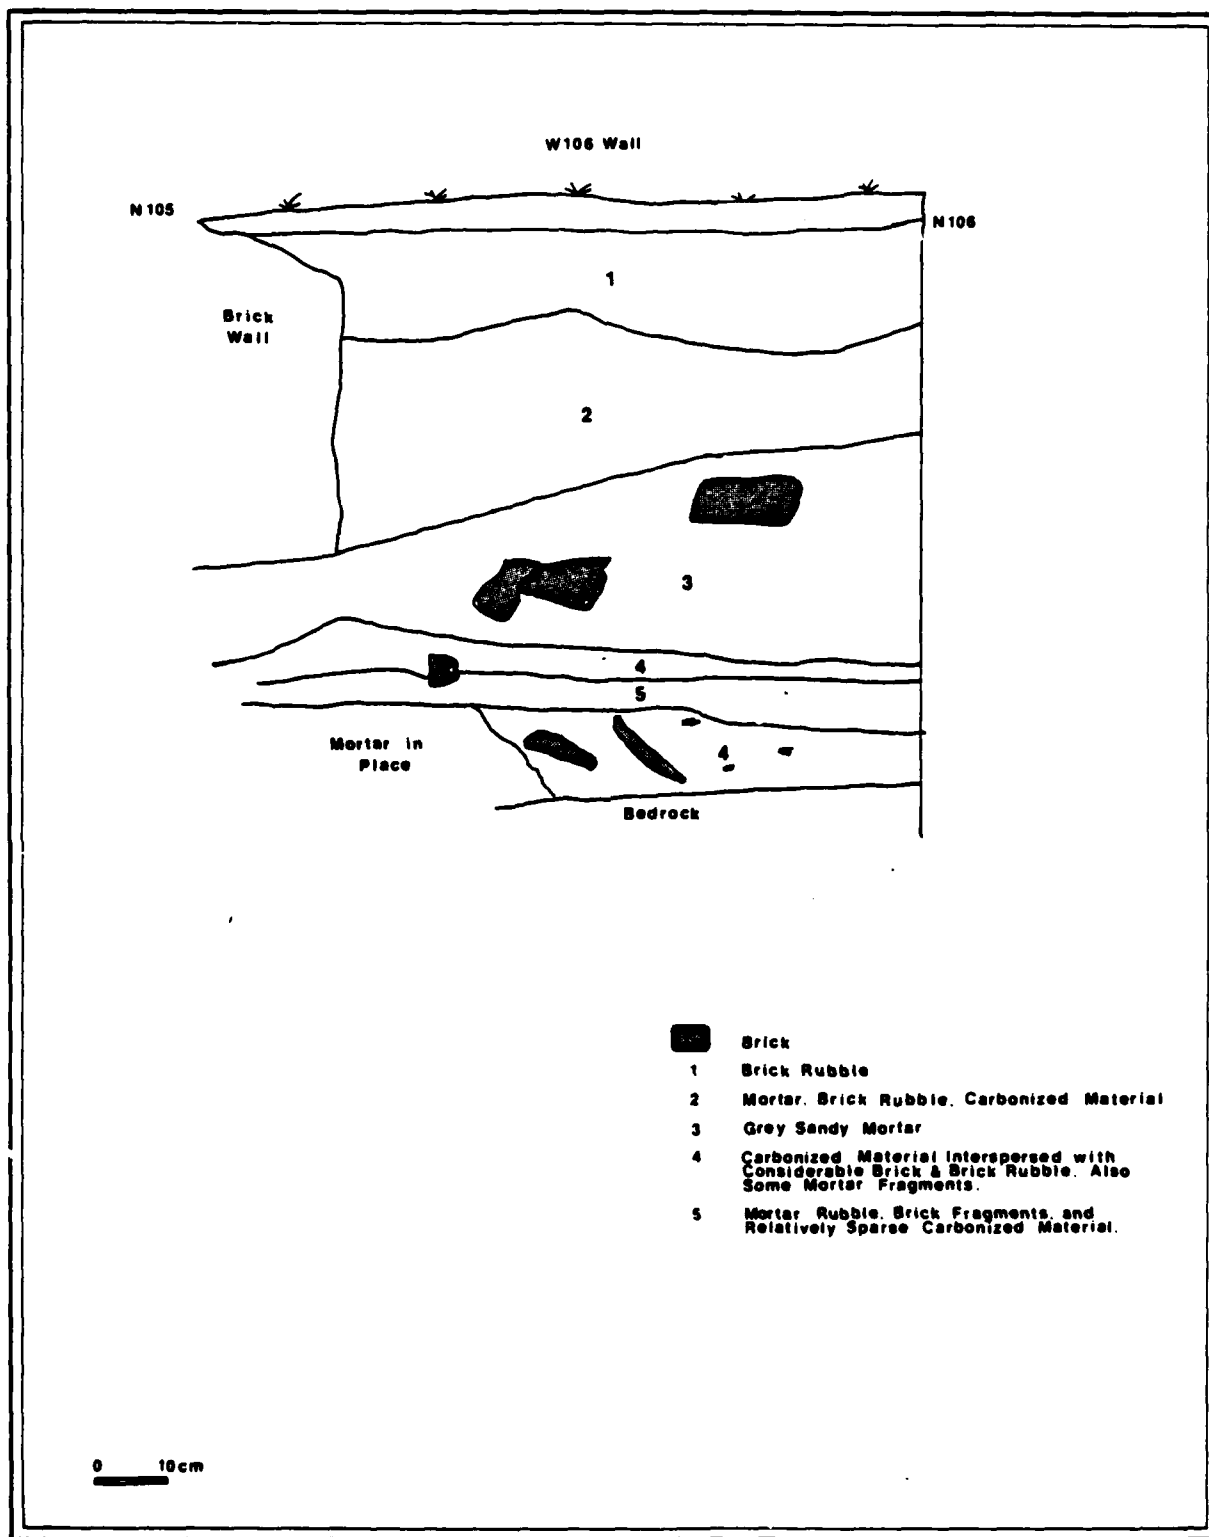 W106 Wall
N105
N106
1
Brick
Wall
2
3
4
5
Mortar in
Place
4
Bedrock
Brick
1 Brick Rubble
2 Mortar, Brick Rubble, Carbonized Material
3 Grey Sandy Mortar
4 Carbonized Material Interspersed with
Considerable Brick & Brick Rubble. Also
Some Mortar Fragments.
5 Mortar Rubble, Brick Fragments, and
Relatively Sparse Carbonized Material.
0 10cm